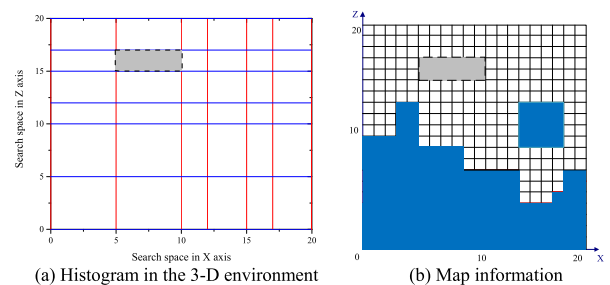 20
15
10
5
0
Search space in Z axis
0 5 10 15 20
Search space in X axis
(a) Histogram in the 3-D environment
Z
20
10
0 10 20
X
(b) Map information